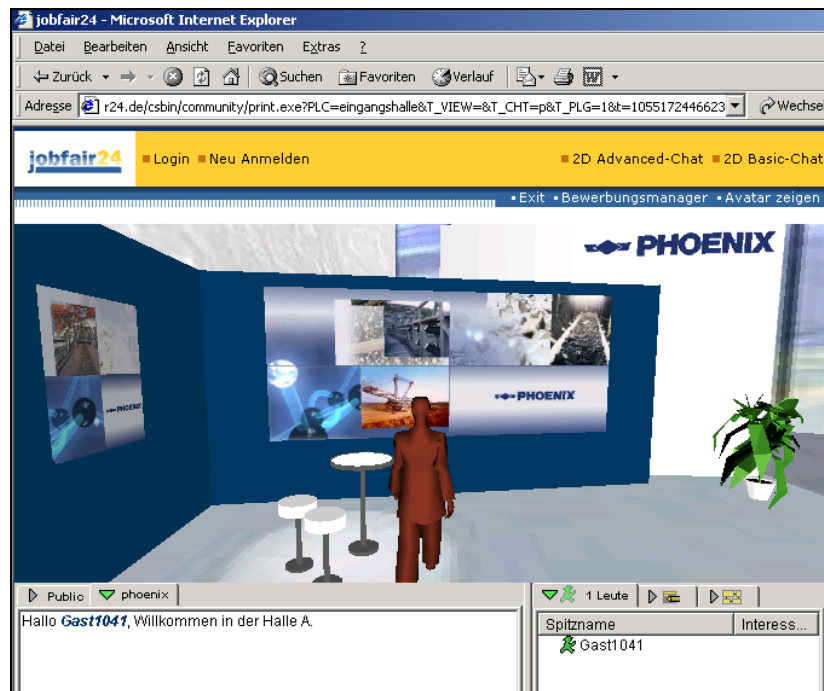 jobfair24 - Microsoft Internet Explorer
Datei Bearbeiten Ansicht Favoriten Extras ?
Zurück Suchen Favoriten Verlauf
Adresse r24.de/csbin/community/print.exe?PLC=eingangshalle&T_VIEW=&T_CHT=p&T_PLG=1&t=1055172446623 Wechse
jobfair24 Login Neu Anmelden 2D Advanced-Chat 2D Basic-Chat
Exit Bewerbungsmanager Avatar zeigen
PHOENIX
PHOENIX
PHOENIX
Public phoenix 1 Leute
Hallo Gast1041, Willkommen in der Halle A.
Spitzname Interess...
Gast1041